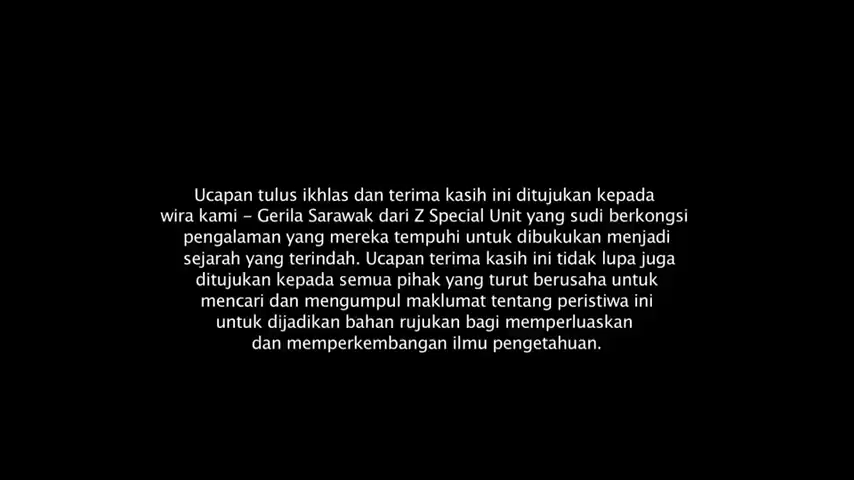 Ucapan tulus ikhlas dan terima kasih ini ditujukan kepada
wira kami – Gerila Sarawak dari Z Special Unit yang sudi berkongsi
pengalaman yang mereka tempuhi untuk dibukukan menjadi
sejarah yang terindah. Ucapan terima kasih ini tidak lupa juga
ditujukan kepada semua pihak yang turut berusaha untuk
mencari dan mengumpul maklumat tentang peristiwa ini
untuk dijadikan bahan rujukan bagi memperluaskan
dan memperkembangan ilmu pengetahuan.